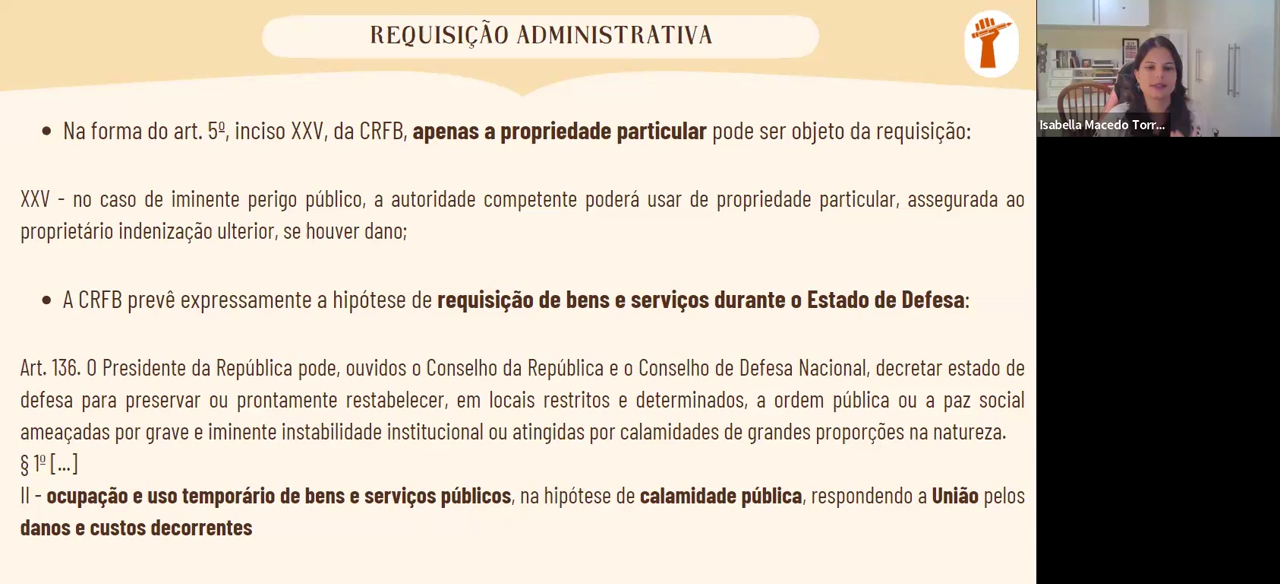 REQUISIÇÃO ADMINISTRATIVA
• Na forma do art. 5º, inciso XXV, da CRFB, apenas a propriedade particular pode ser objeto da requisição:
XXV - no caso de iminente perigo público, a autoridade competente poderá usar de propriedade particular, assegurada ao
proprietário indenização ulterior, se houver dano;
• A CRFB prevê expressamente a hipótese de requisição de bens e serviços durante o Estado de Defesa:
Art. 136. O Presidente da República pode, ouvidos o Conselho da República e o Conselho de Defesa Nacional, decretar estado de
defesa para preservar ou prontamente restabelecer, em locais restritos e determinados, a ordem pública ou a paz social
ameaçadas por grave e iminente instabilidade institucional ou atingidas por calamidades de grandes proporções na natureza.
§ 1º [...]
II - ocupação e uso temporário de bens e serviços públicos, na hipótese de calamidade pública, respondendo a União pelos
danos e custos decorrentes
Isabella Macedo Torr...